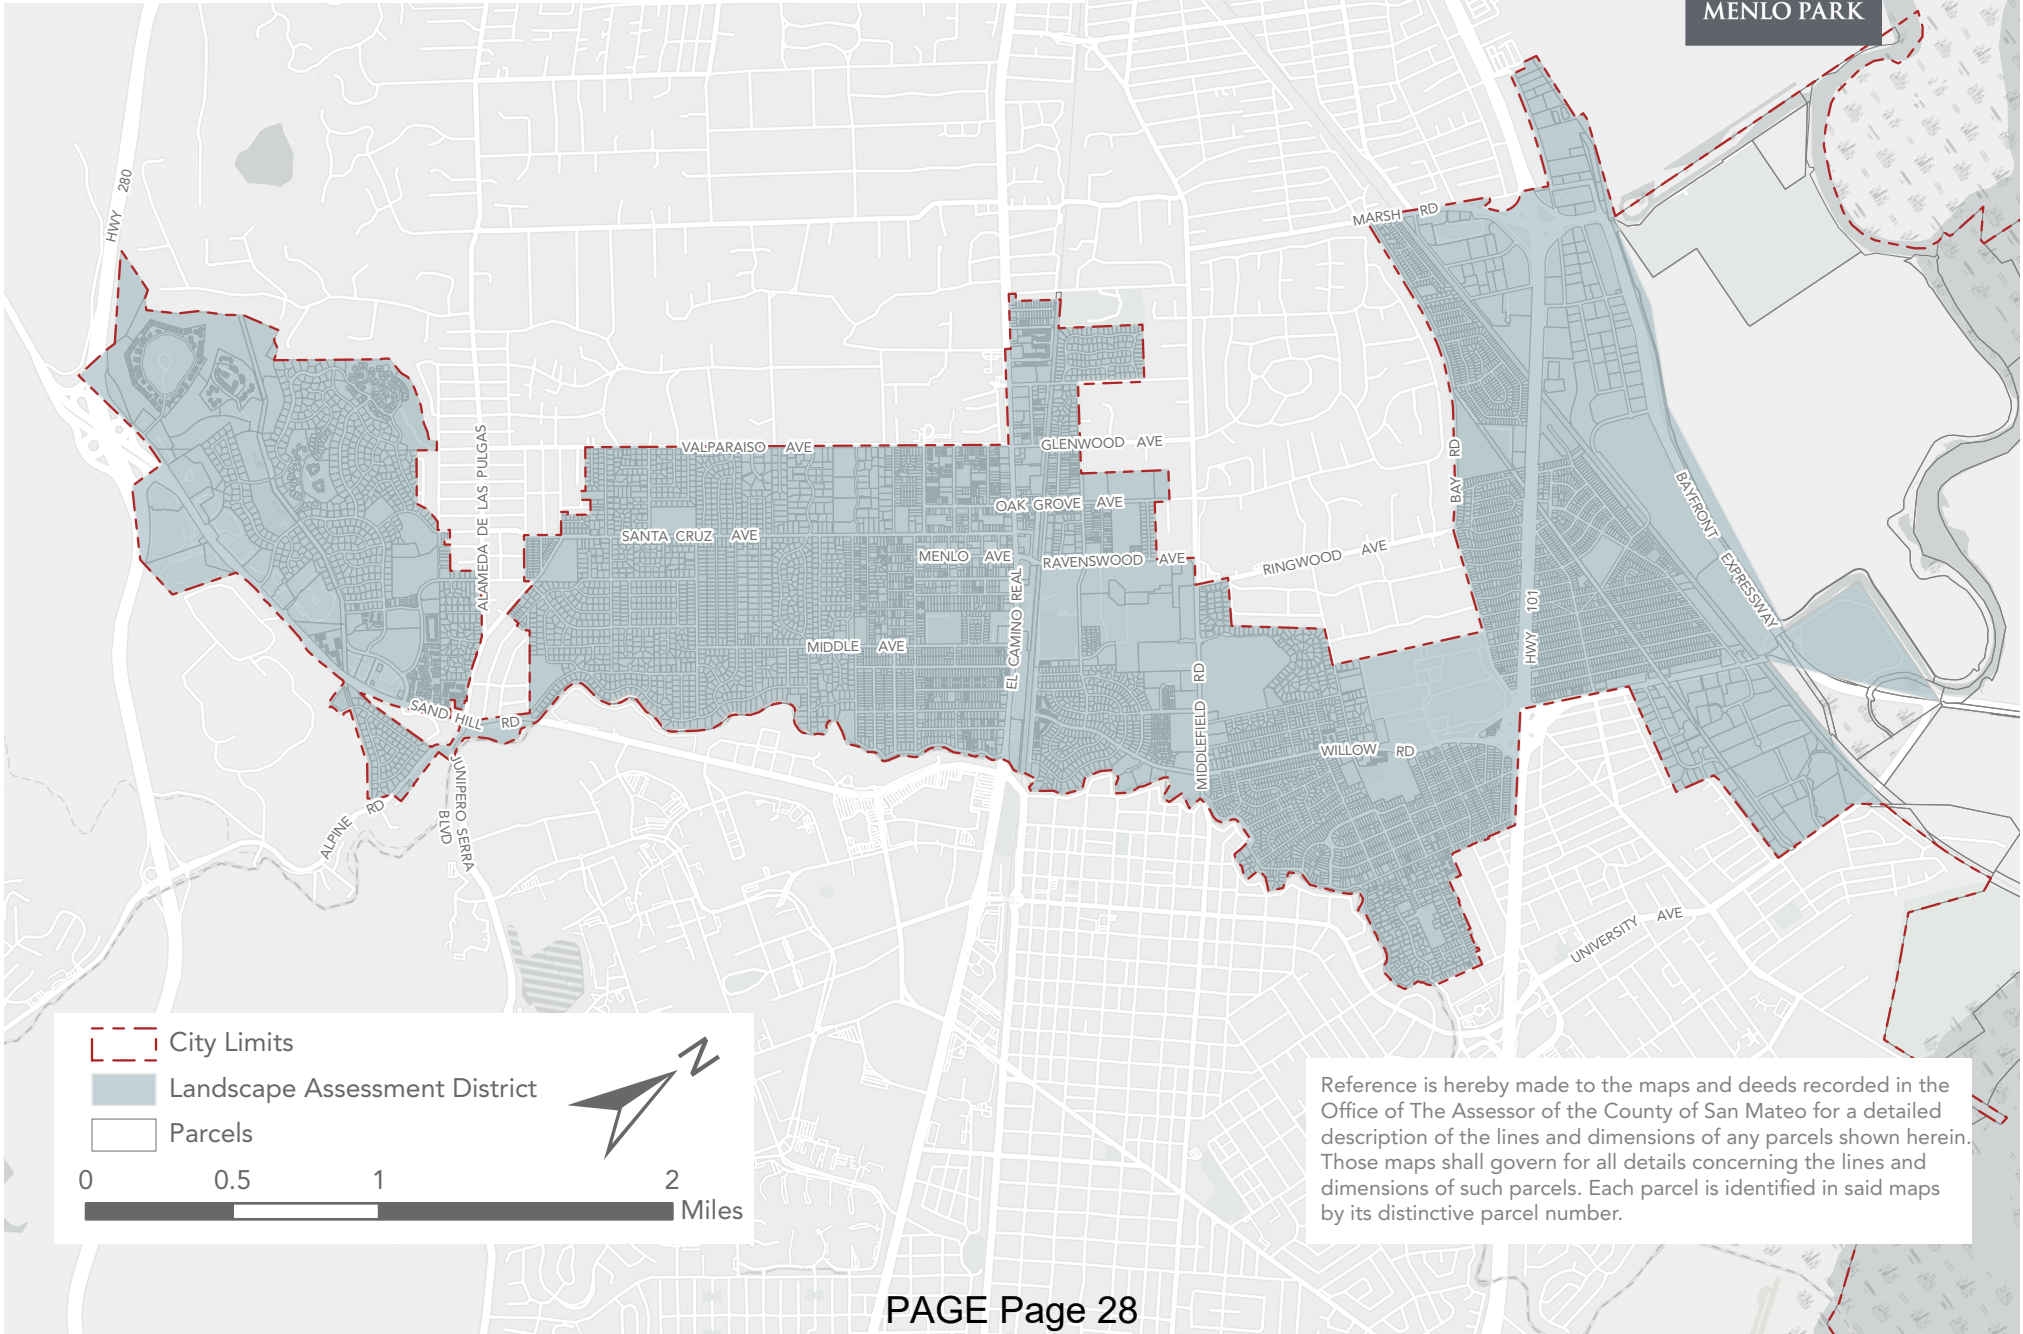 MENLO PARK
HWY 280
MARSH RD
VALPARAISO AVE
GLENWOOD AVE
ALAMEDA DE LAS PULGAS
BAY RD
OAK GROVE AVE
BAYFRONT EXPRESSWAY
SANTA CRUZ AVE
MENLO AVE
RAVENSWOOD AVE
RINGWOOD AVE
EL CAMINO REAL
HWY 101
MIDDLE AVE
MIDDLEFIELD RD
SAND HILL RD
WILLOW RD
JUNIPERO SERRA
BLVD
ALPINE RD
UNIVERSITY AVE
City Limits
Landscape Assessment District
Parcels
N
0 0.5 1 2
Miles
Reference is hereby made to the maps and deeds recorded in the
Office of The Assessor of the County of San Mateo for a detailed
description of the lines and dimensions of any parcels shown herein.
Those maps shall govern for all details concerning the lines and
dimensions of such parcels. Each parcel is identified in said maps
by its distinctive parcel number.
PAGE Page 28